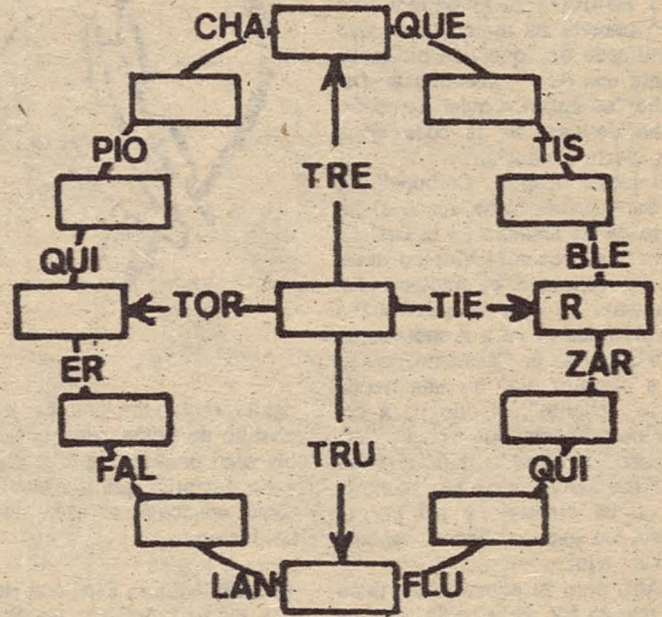 CHA QUE
PIO TIS
TRE
QUI BLE
TOR TIE R
ER ZAR
FAL TRU QUI
LAN FLU